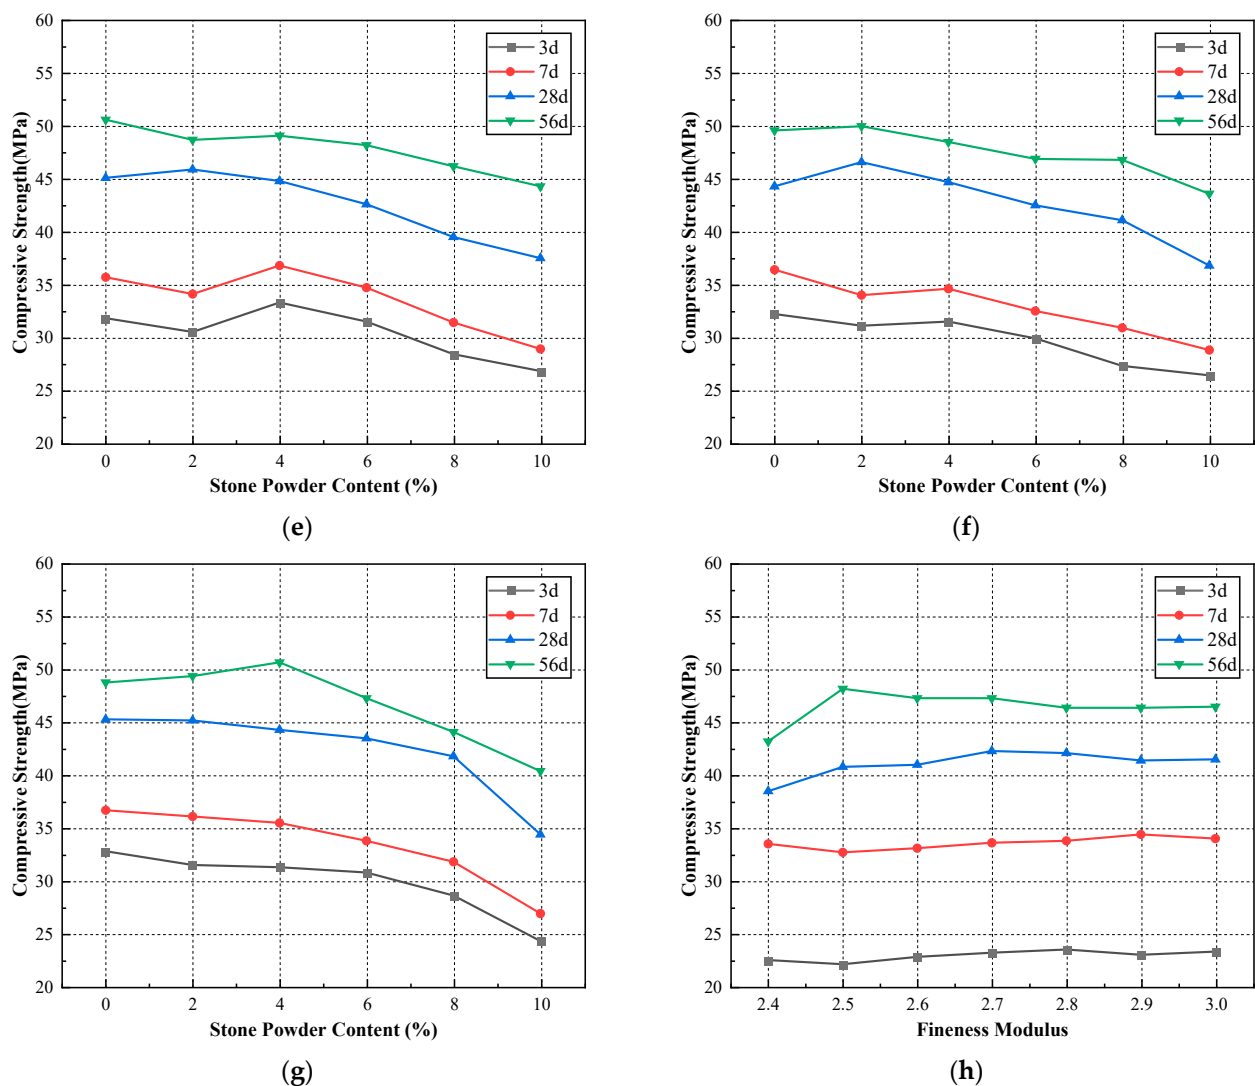 60
55
50
45
40
35
30
25
20
Compressive Strength(MPa)
3d
7d
28d
56d
0 2 4 6 8 10
Stone Powder Content (%)
(e)
60
55
50
45
40
35
30
25
20
Compressive Strength(MPa)
3d
7d
28d
56d
0 2 4 6 8 10
Stone Powder Content (%)
(f)
60
55
50
45
40
35
30
25
20
Compressive Strength(MPa)
3d
7d
28d
56d
0 2 4 6 8 10
Stone Powder Content (%)
(g)
60
55
50
45
40
35
30
25
20
Compressive Strength(MPa)
3d
7d
28d
56d
2.4 2.5 2.6 2.7 2.8 2.9 3.0
Fineness Modulus
(h)